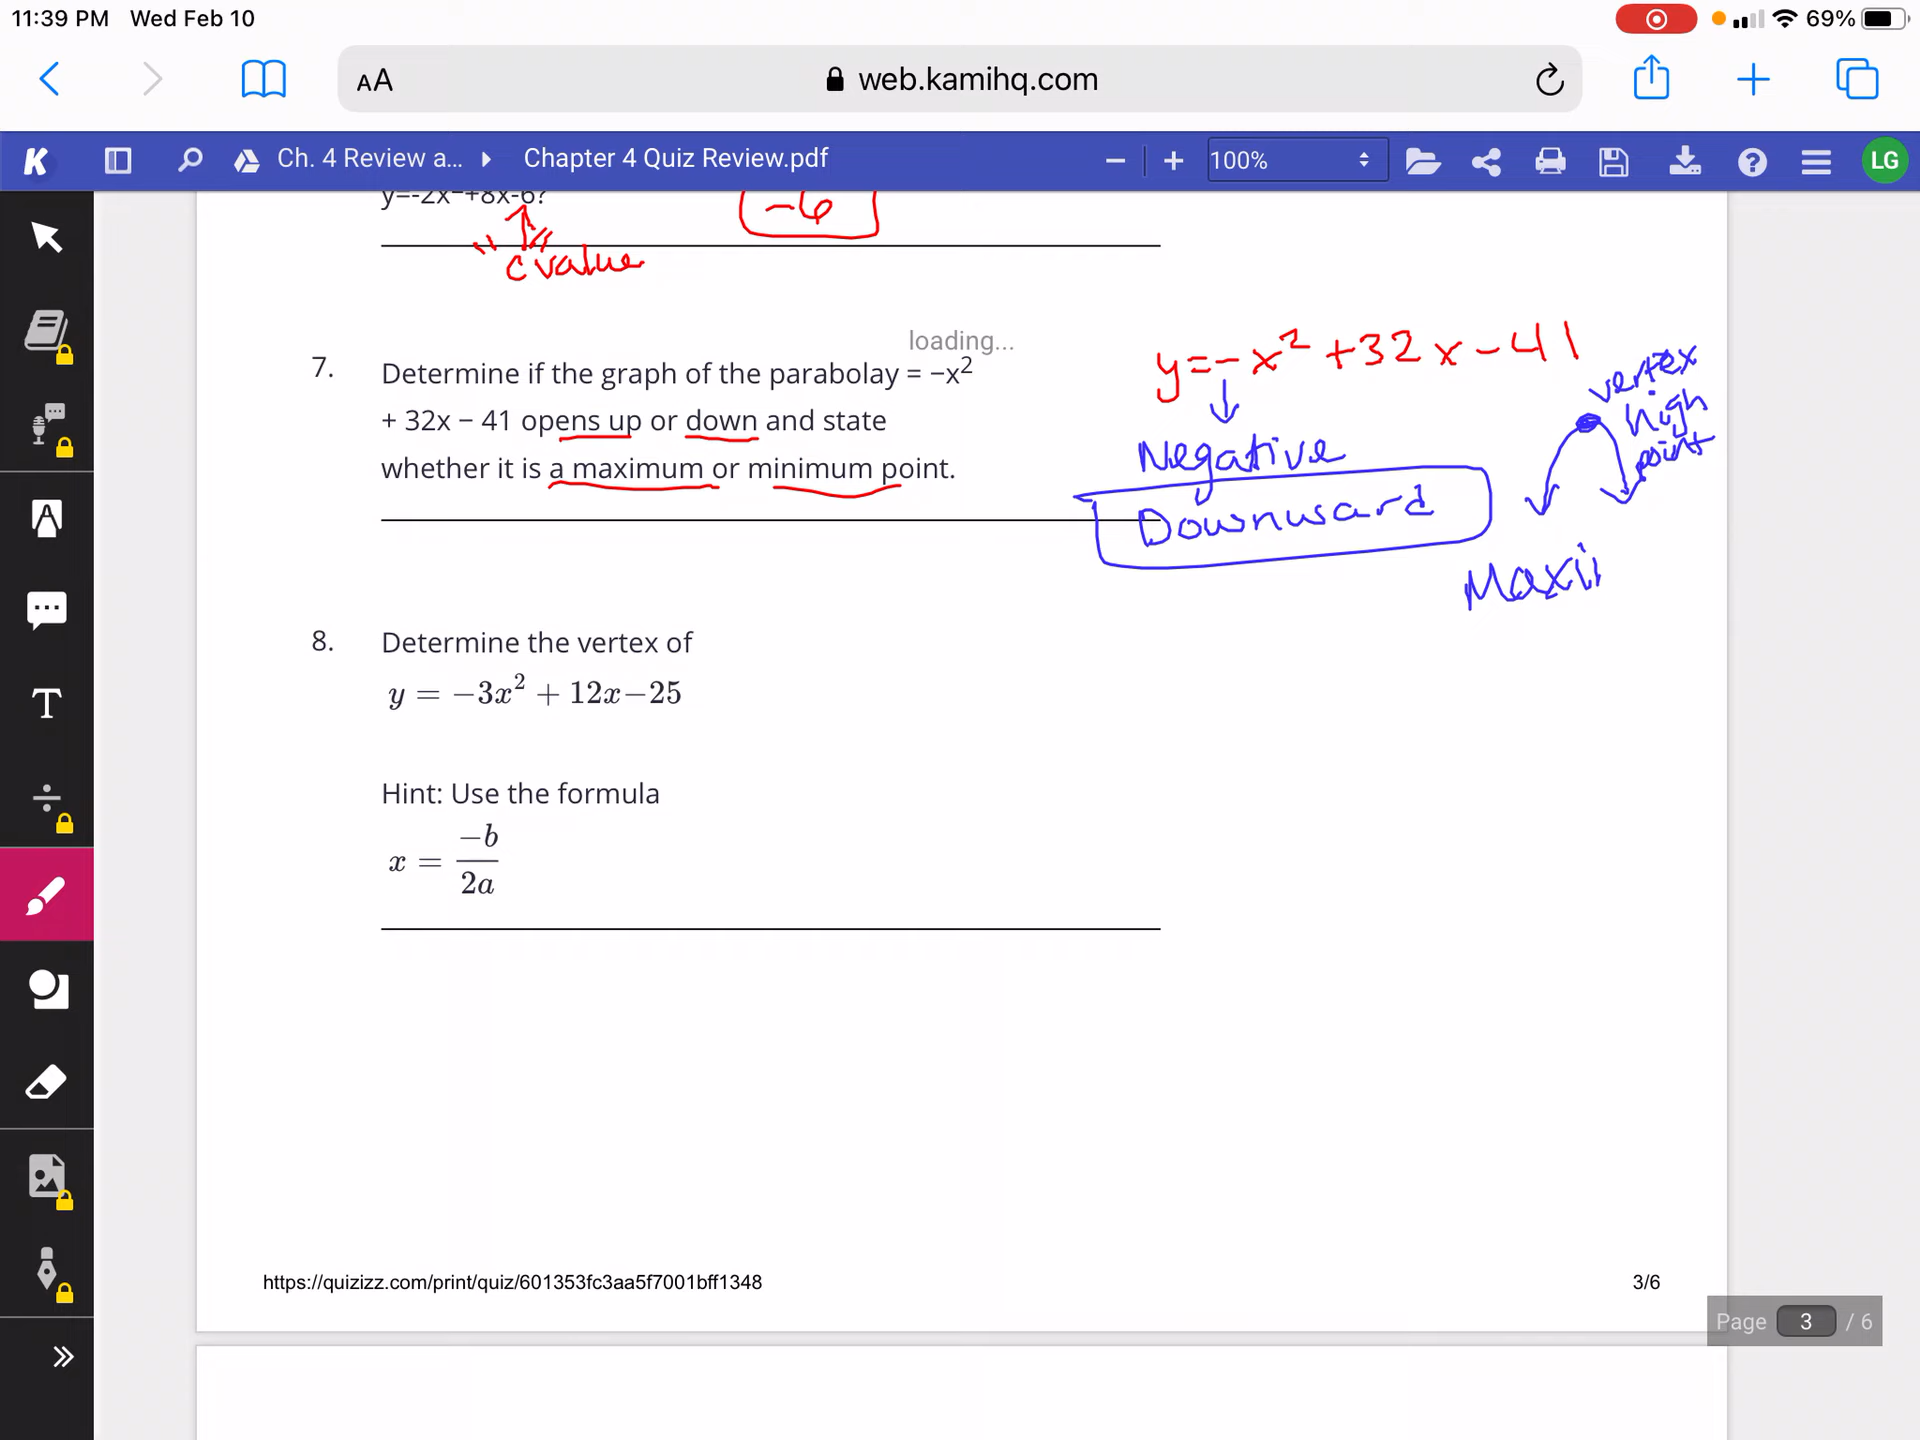 11:39 PM Wed Feb 10
69%
AA
web.kamihq.com
K
Ch. 4 Review a...
Chapter 4 Quiz Review.pdf
100%
LG
y=-2x²+8x-6?
-6
"c" value
loading...
7.
Determine if the graph of the parabolay = −x²
+ 32x − 41 opens up or down and state
whether it is a maximum or minimum point.
y=-x²+32x-41
vertex
high
point
Negative
Downward
Maxii
8.
Determine the vertex of
y = −3x² + 12x−25
Hint: Use the formula
x = −b/2a
https://quizizz.com/print/quiz/601353fc3aa5f7001bff1348
3/6
Page 3 / 6